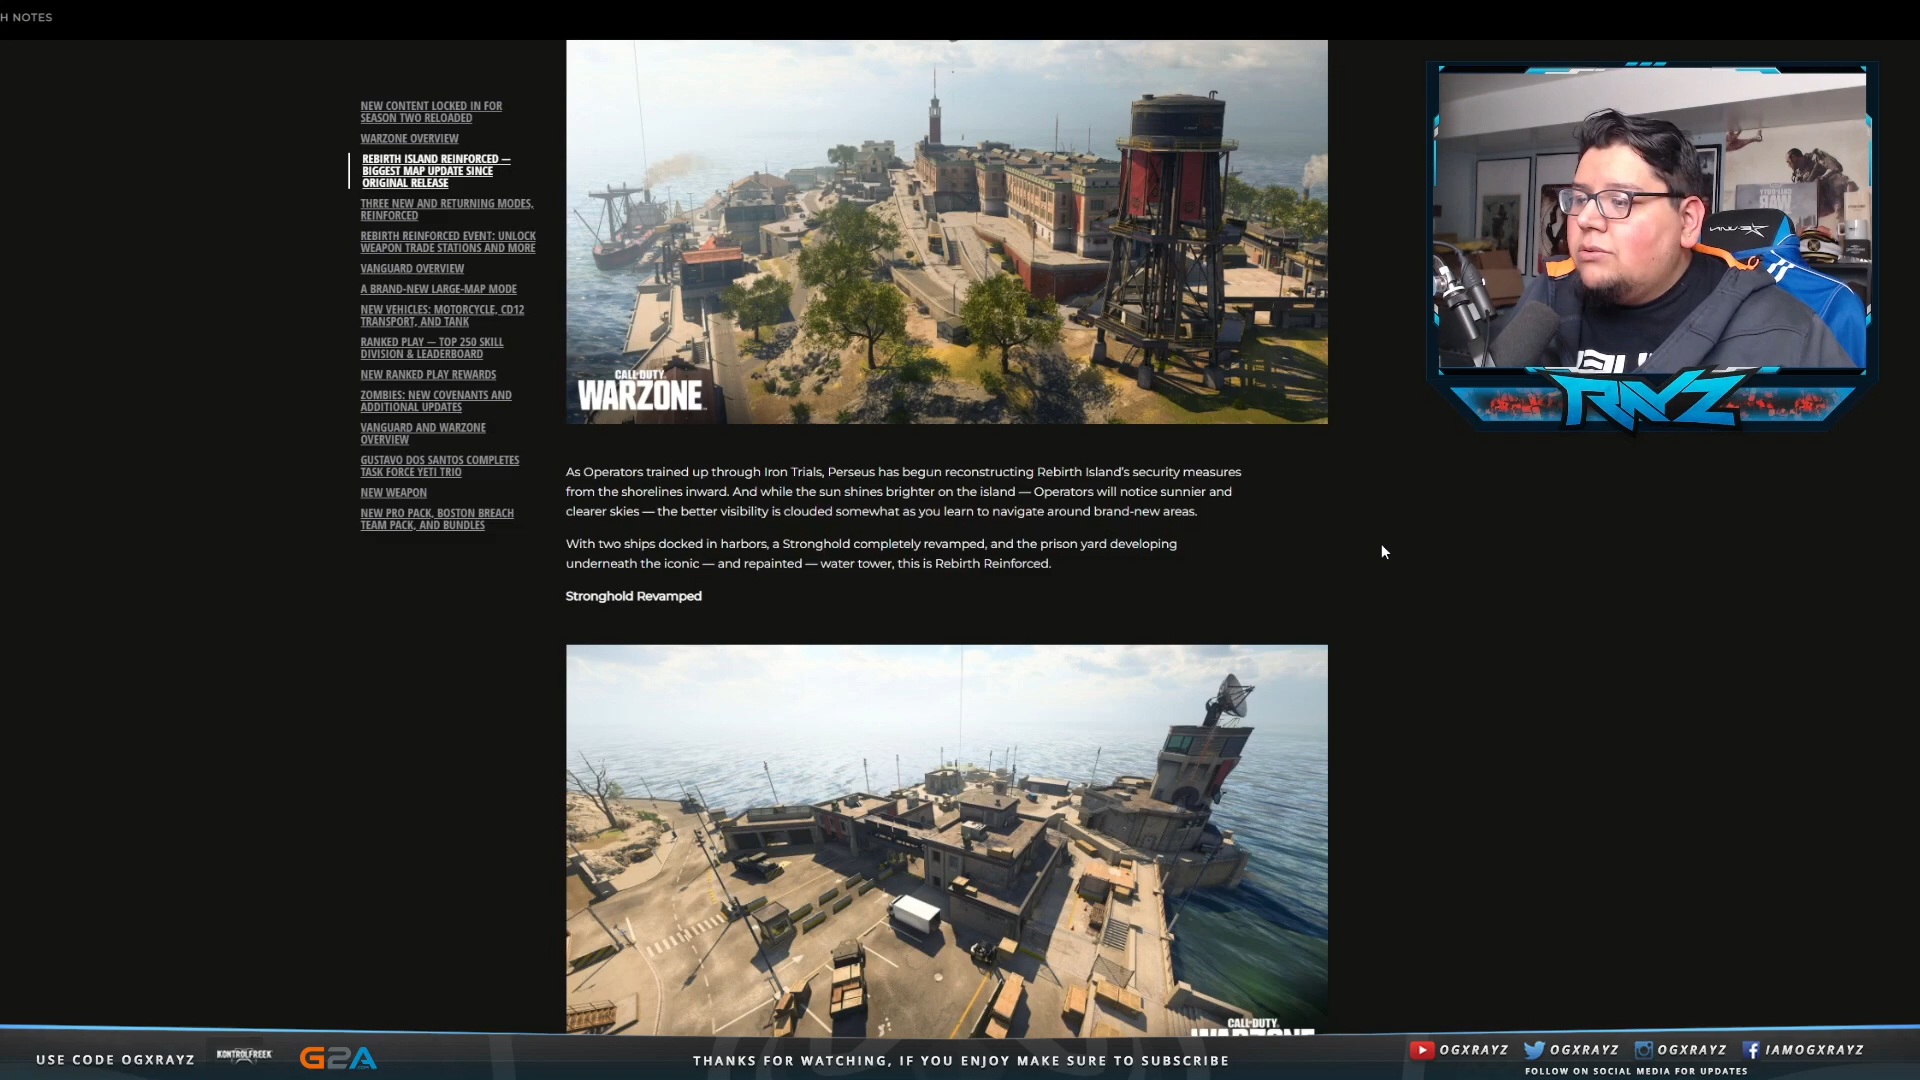 H NOTES
NEW CONTENT LOCKED IN FOR
SEASON TWO RELOADED
WARZONE OVERVIEW
REBIRTH ISLAND REINFORCED —
BIGGEST MAP UPDATE SINCE
ORIGINAL RELEASE
THREE NEW AND RETURNING MODES,
REINFORCED
REBIRTH REINFORCED EVENT: UNLOCK
WEAPON TRADE STATIONS AND MORE
VANGUARD OVERVIEW
A BRAND-NEW LARGE-MAP MODE
NEW VEHICLES: MOTORCYCLE, CD12
TRANSPORT, AND TANK
RANKED PLAY — TOP 250 SKILL
DIVISION & LEADERBOARD
NEW RANKED PLAY REWARDS
ZOMBIES: NEW COVENANTS AND
ADDITIONAL UPDATES
VANGUARD AND WARZONE
OVERVIEW
GUSTAVO DOS SANTOS COMPLETES
TASK FORCE YETI TRIO
NEW WEAPON
NEW PRO PACK, BOSTON BREACH
TEAM PACK, AND BUNDLES
CALL OF DUTY
WARZONE
As Operators trained up through Iron Trials, Perseus has begun reconstructing Rebirth Island's security measures
from the shorelines inward. And while the sun shines brighter on the island — Operators will notice sunnier and
clearer skies — the better visibility is clouded somewhat as you learn to navigate around brand-new areas.
With two ships docked in harbors, a Stronghold completely revamped, and the prison yard developing
underneath the iconic — and repainted — water tower, this is Rebirth Reinforced.
Stronghold Revamped
CALL OF DUTY
WARZONE
RAYZ
USE CODE OGXRAYZ
KONTROLFREEK
G2A
THANKS FOR WATCHING, IF YOU ENJOY MAKE SURE TO SUBSCRIBE
OGXRAYZ OGXRAYZ OGXRAYZ IAMOGXRAYZ
FOLLOW ON SOCIAL MEDIA FOR UPDATES